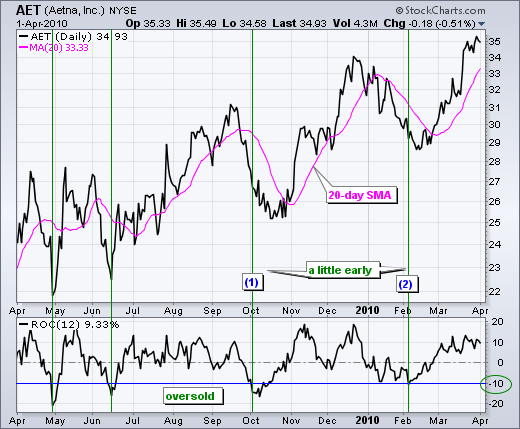 AET (Aetna, Inc.) NYSE © StockCharts.com
1-Apr-2010 Op 35.33 Hi 35.49 Lo 34.58 Last 34.93 Vol 4.3M Chg -0.18 (-0.51%)
AET (Daily) 34.93
MA(20) 33.33
35
34
33
32
31
30
29
28
27
26
25
24
23
22
20-day SMA
a little early
(1)
(2)
Apr May Jun Jul Aug Sep Oct Nov Dec 2010 Feb Mar Apr
ROC(12) 9.33%
20
10
0
-10
-20
oversold
Apr May Jun Jul Aug Sep Oct Nov Dec 2010 Feb Mar Apr